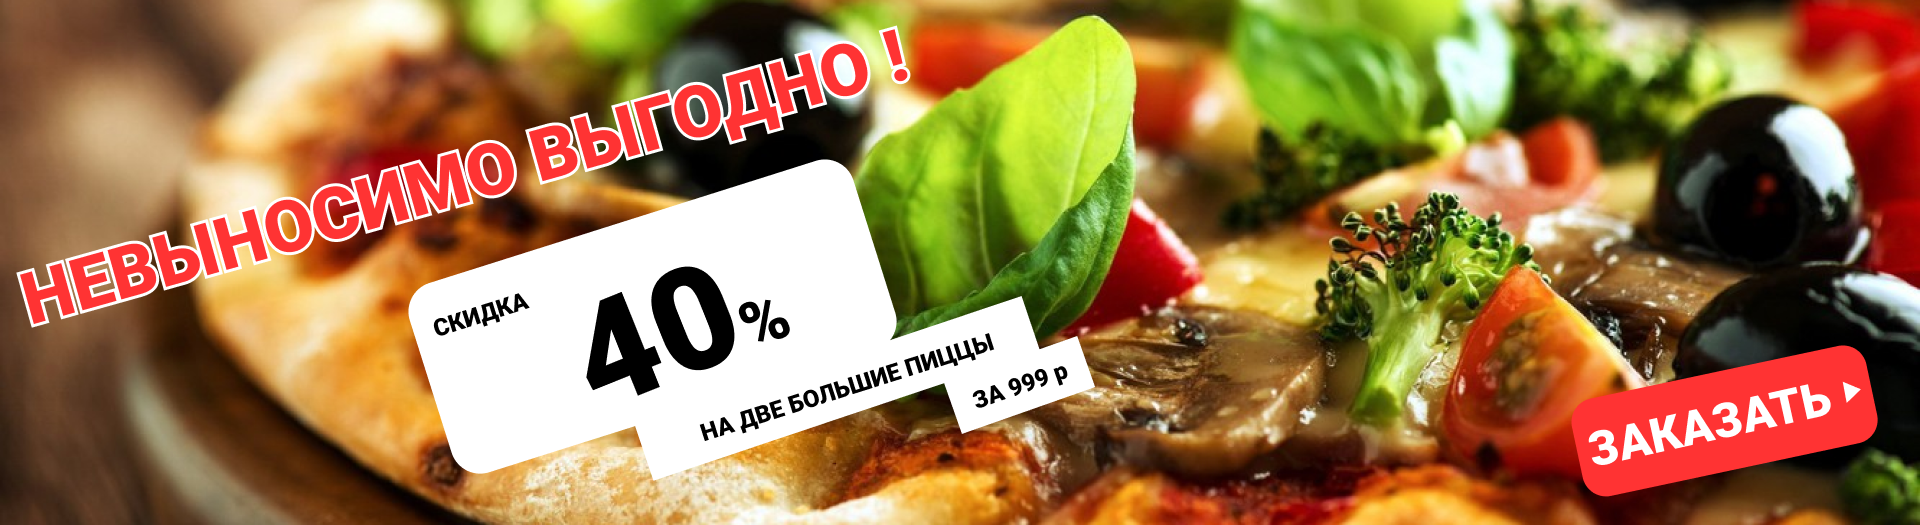 НЕВЫНОСИМО ВЫГОДНО !
СКИДКА
40%
НА ДВЕ БОЛЬШИЕ ПИЦЦЫ
ЗА 999 р
ЗАКАЗАТЬ